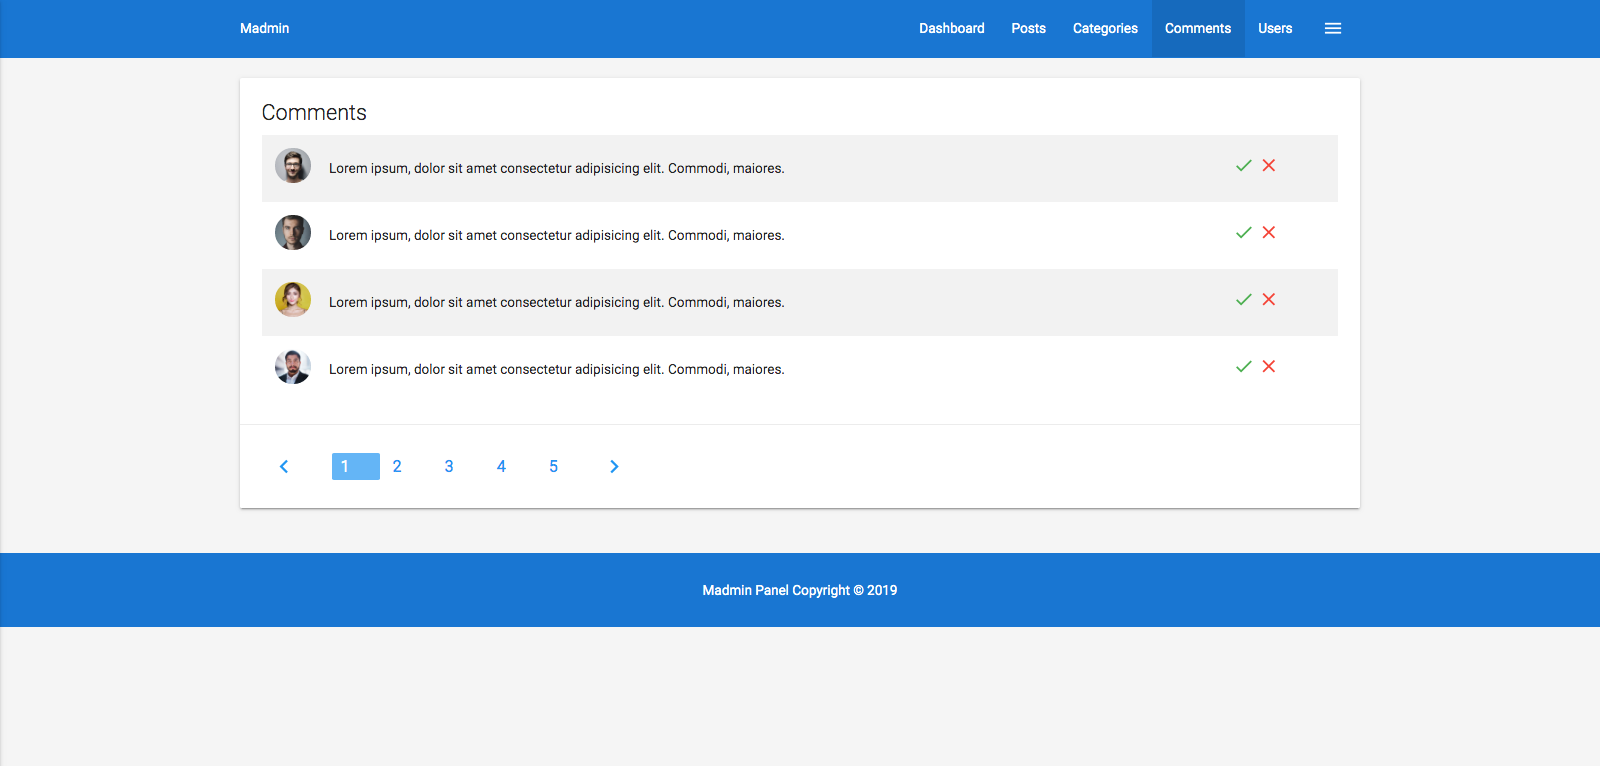 Madmin
Dashboard Posts Categories Comments Users
Comments
Lorem ipsum, dolor sit amet consectetur adipisicing elit. Commodi, maiores.
Lorem ipsum, dolor sit amet consectetur adipisicing elit. Commodi, maiores.
Lorem ipsum, dolor sit amet consectetur adipisicing elit. Commodi, maiores.
Lorem ipsum, dolor sit amet consectetur adipisicing elit. Commodi, maiores.
1 2 3 4 5
Madmin Panel Copyright © 2019